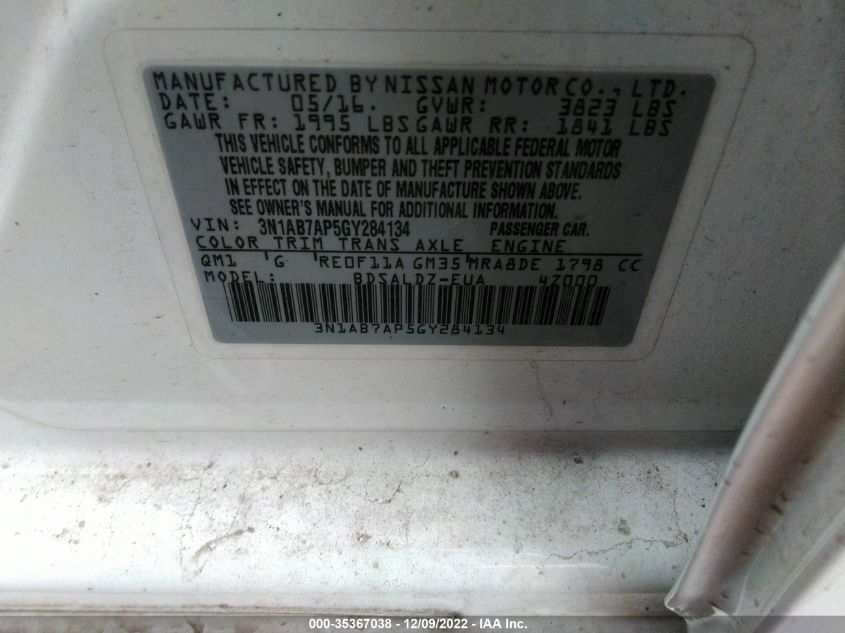 MANUFACTURED BY NISSAN MOTOR CO., LTD.
DATE: 05/16. GVWR: 3823 LBS
GAWR FR: 1995 LBS GAWR RR: 1841 LBS
THIS VEHICLE CONFORMS TO ALL APPLICABLE FEDERAL MOTOR
VEHICLE SAFETY, BUMPER AND THEFT PREVENTION STANDARDS
IN EFFECT ON THE DATE OF MANUFACTURE SHOWN ABOVE.
SEE OWNER'S MANUAL FOR ADDITIONAL INFORMATION.
VIN: 3N1AB7AP5GY284134 PASSENGER CAR.
COLOR TRIM TRANS AXLE ENGINE
QM1 'G 'RE0F11A GM35 'MRA8DE 1798 CC
MODEL: BDSALDZ-EUA 4Z000
3N1AB7AP5GY284134
000-35367038 - 12/09/2022 - IAA Inc.